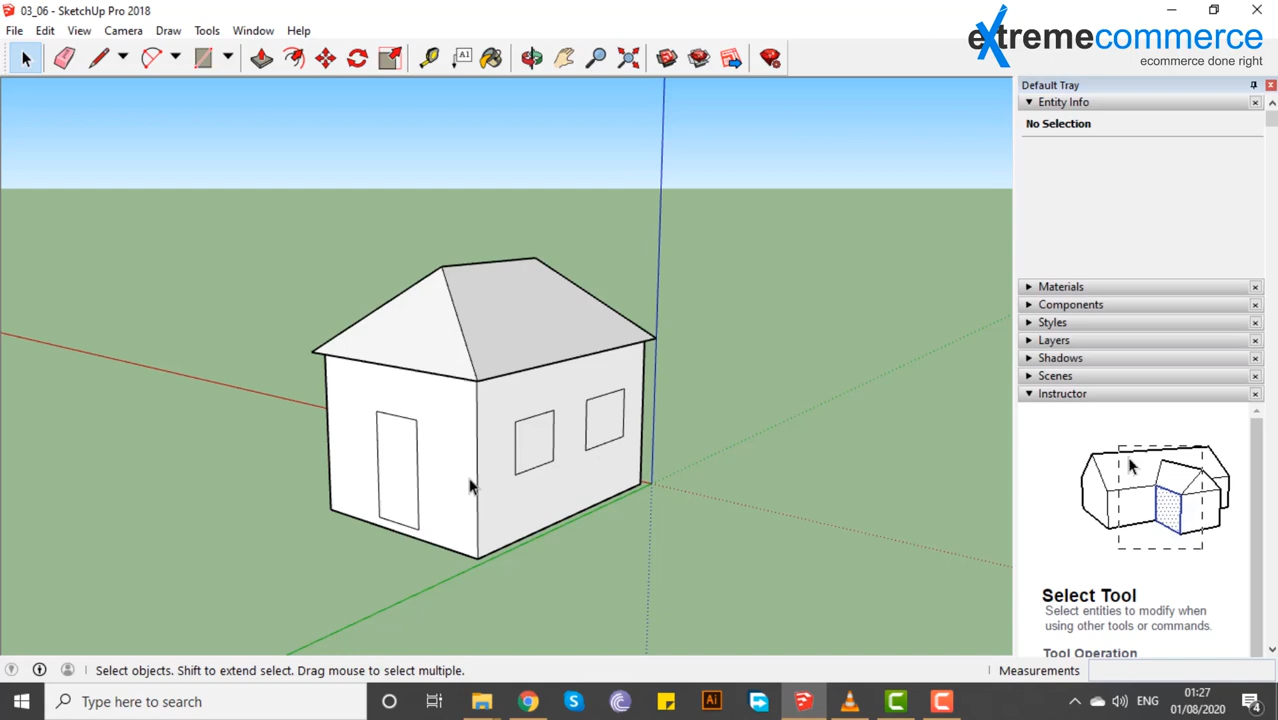 03_06 - SketchUp Pro 2018
File Edit View Camera Draw Tools Window Help
extremecommerce
ecommerce done right
A1
Default Tray
Entity Info
No Selection
Materials
Components
Styles
Layers
Shadows
Scenes
Instructor
Select Tool
Select entities to modify when
using other tools or commands.
Tool Operation
Select objects. Shift to extend select. Drag mouse to select multiple.
Measurements
Type here to search
Ai
ENG
01:27
01/08/2020
4